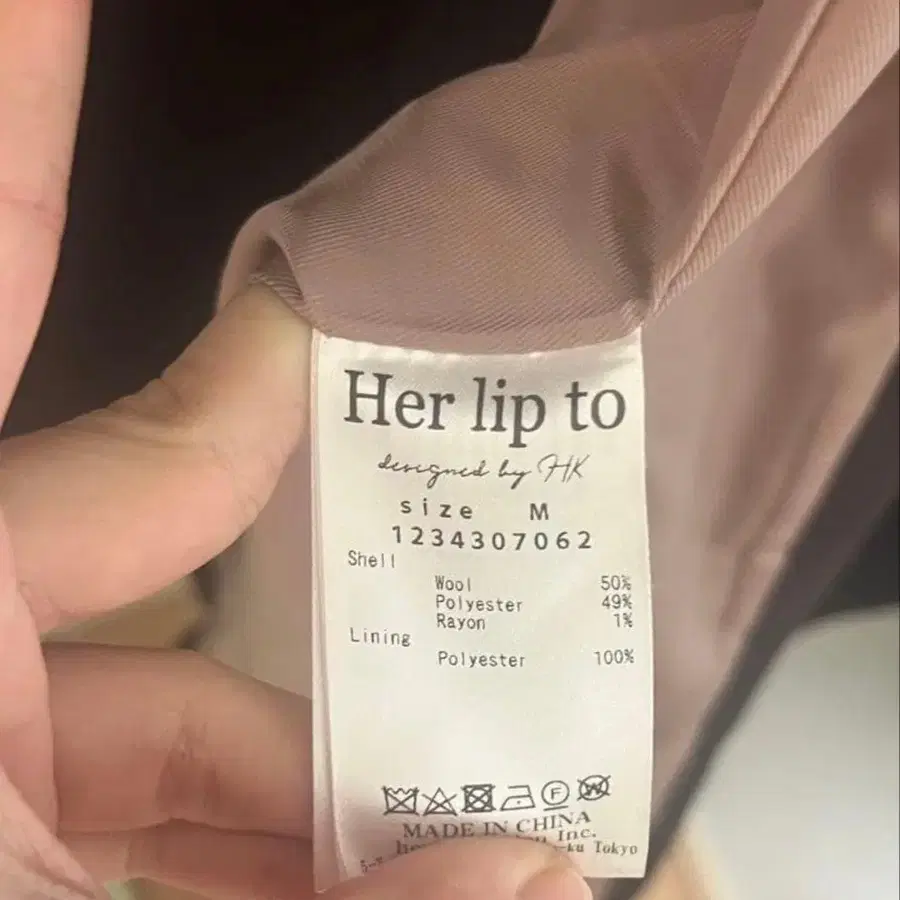 Her lip to
designed by HK
size M
1234307062
Shell
Wool 50%
Polyester 49%
Rayon 1%
Lining
Polyester 100%
F W
MADE IN CHINA
Inc.
Tokyo